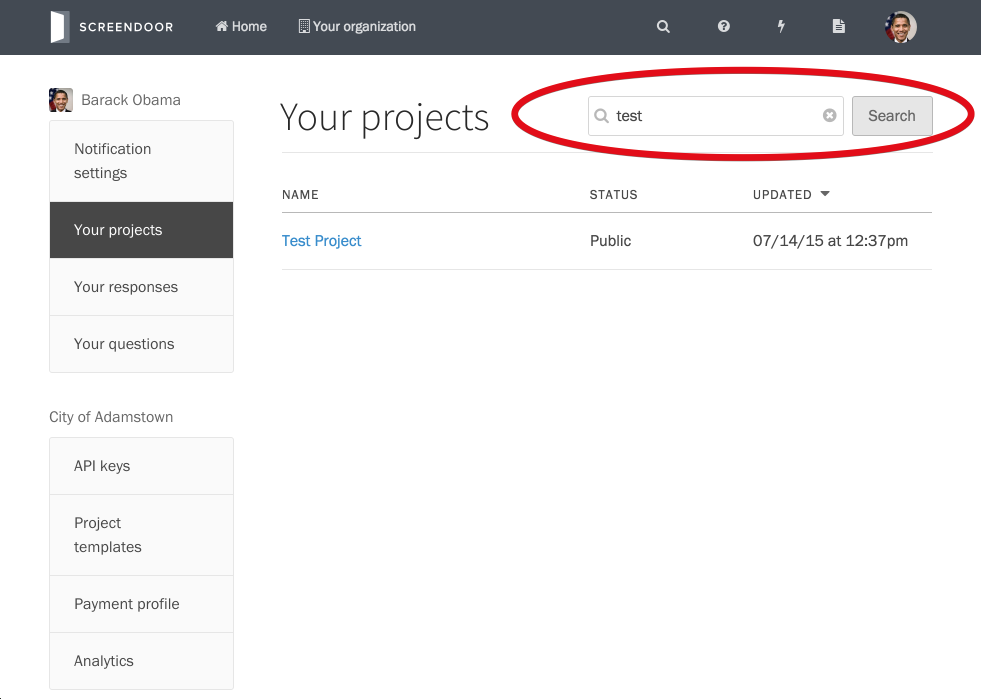 SCREENDOOR Home Your organization
Barack Obama
Notification
settings
Your projects
Your responses
Your questions
City of Adamstown
API keys
Project
templates
Payment profile
Analytics
Your projects
test
Search
NAME STATUS UPDATED
Test Project Public 07/14/15 at 12:37pm